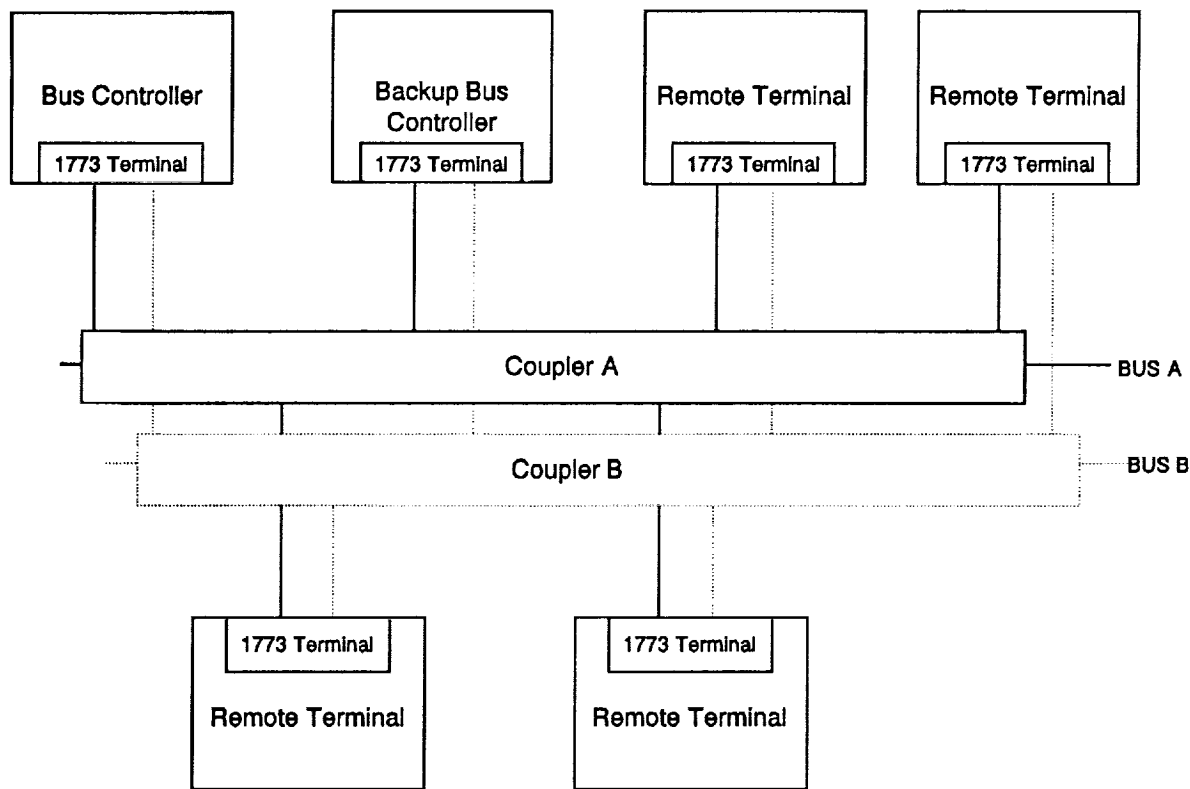 Bus Controller
1773 Terminal
Backup Bus
Controller
1773 Terminal
Remote Terminal
1773 Terminal
Remote Terminal
1773 Terminal
Coupler A
BUS A
Coupler B
BUS B
1773 Terminal
Remote Terminal
1773 Terminal
Remote Terminal